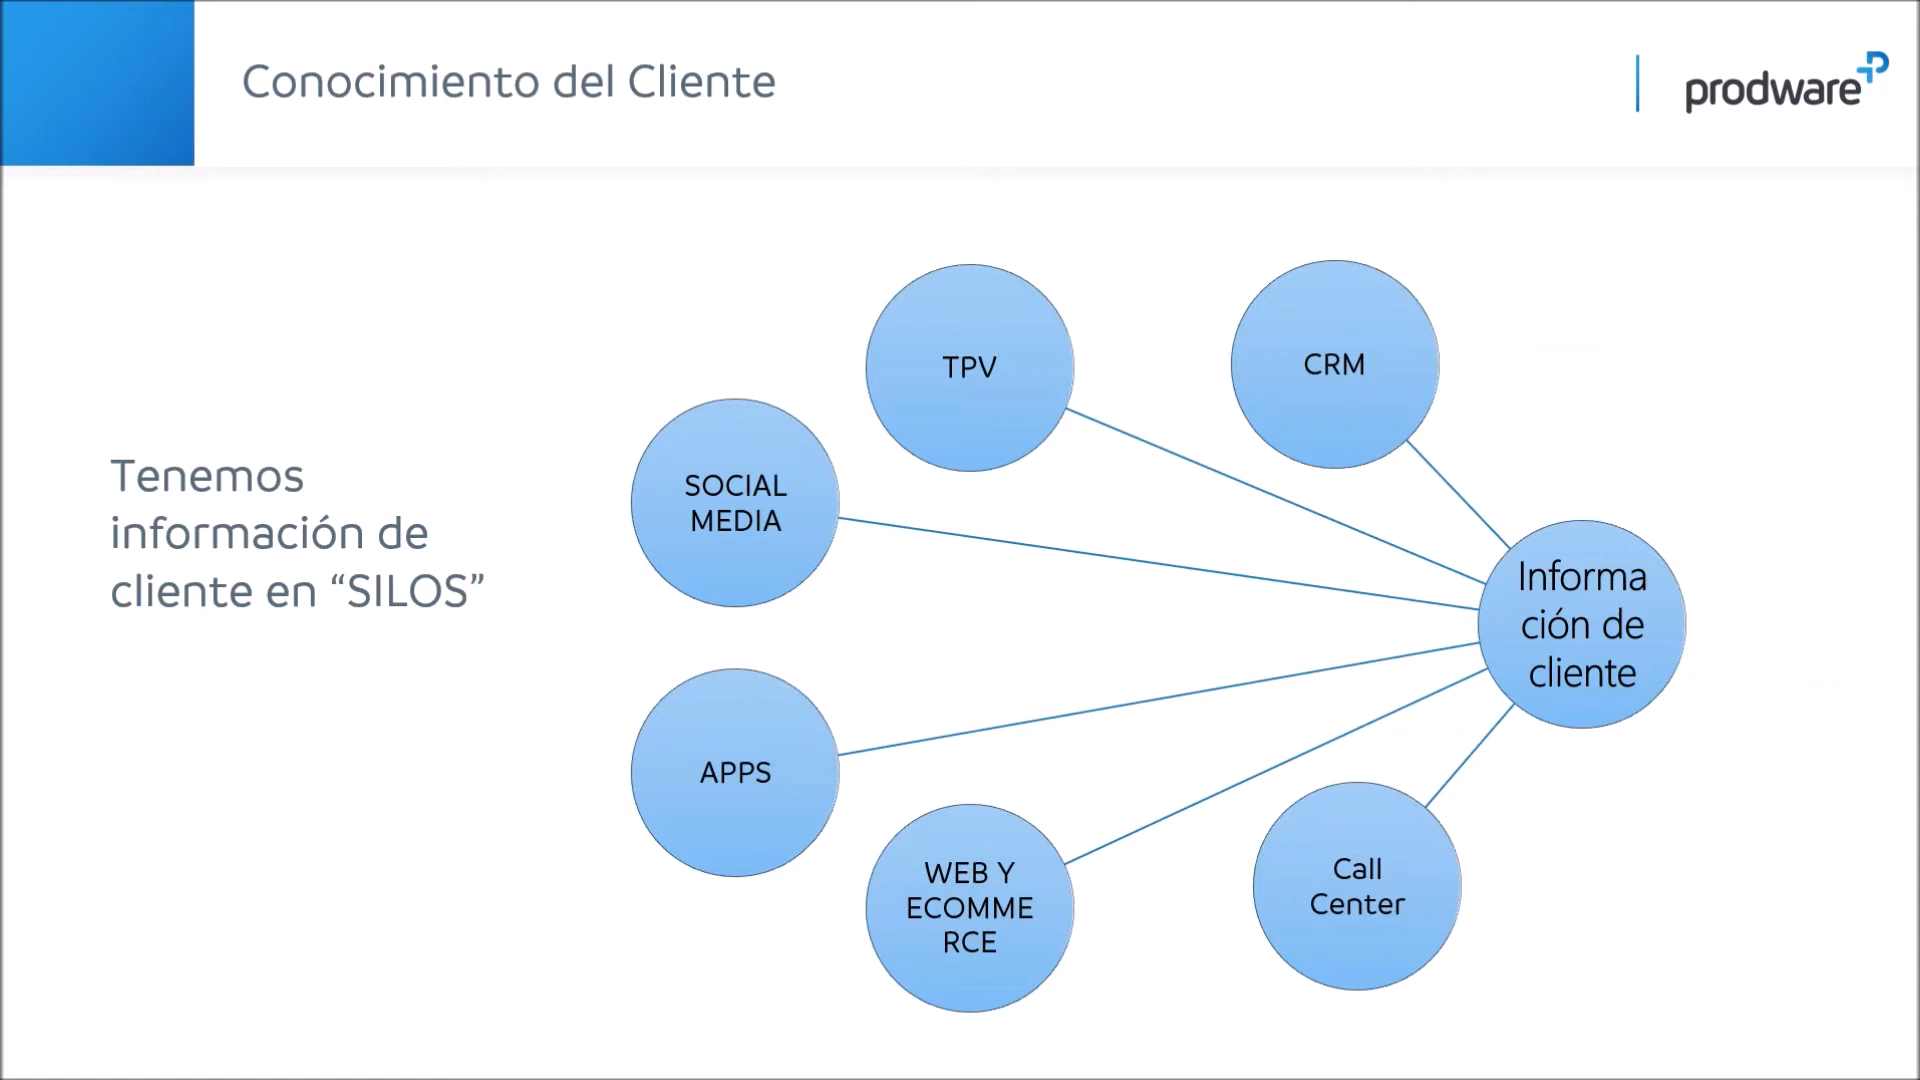 Conocimiento del Cliente
prodware
Tenemos
información de
cliente en “SILOS”
TPV
CRM
SOCIAL
MEDIA
Informa
ción de
cliente
APPS
WEB Y
ECOMME
RCE
Call
Center